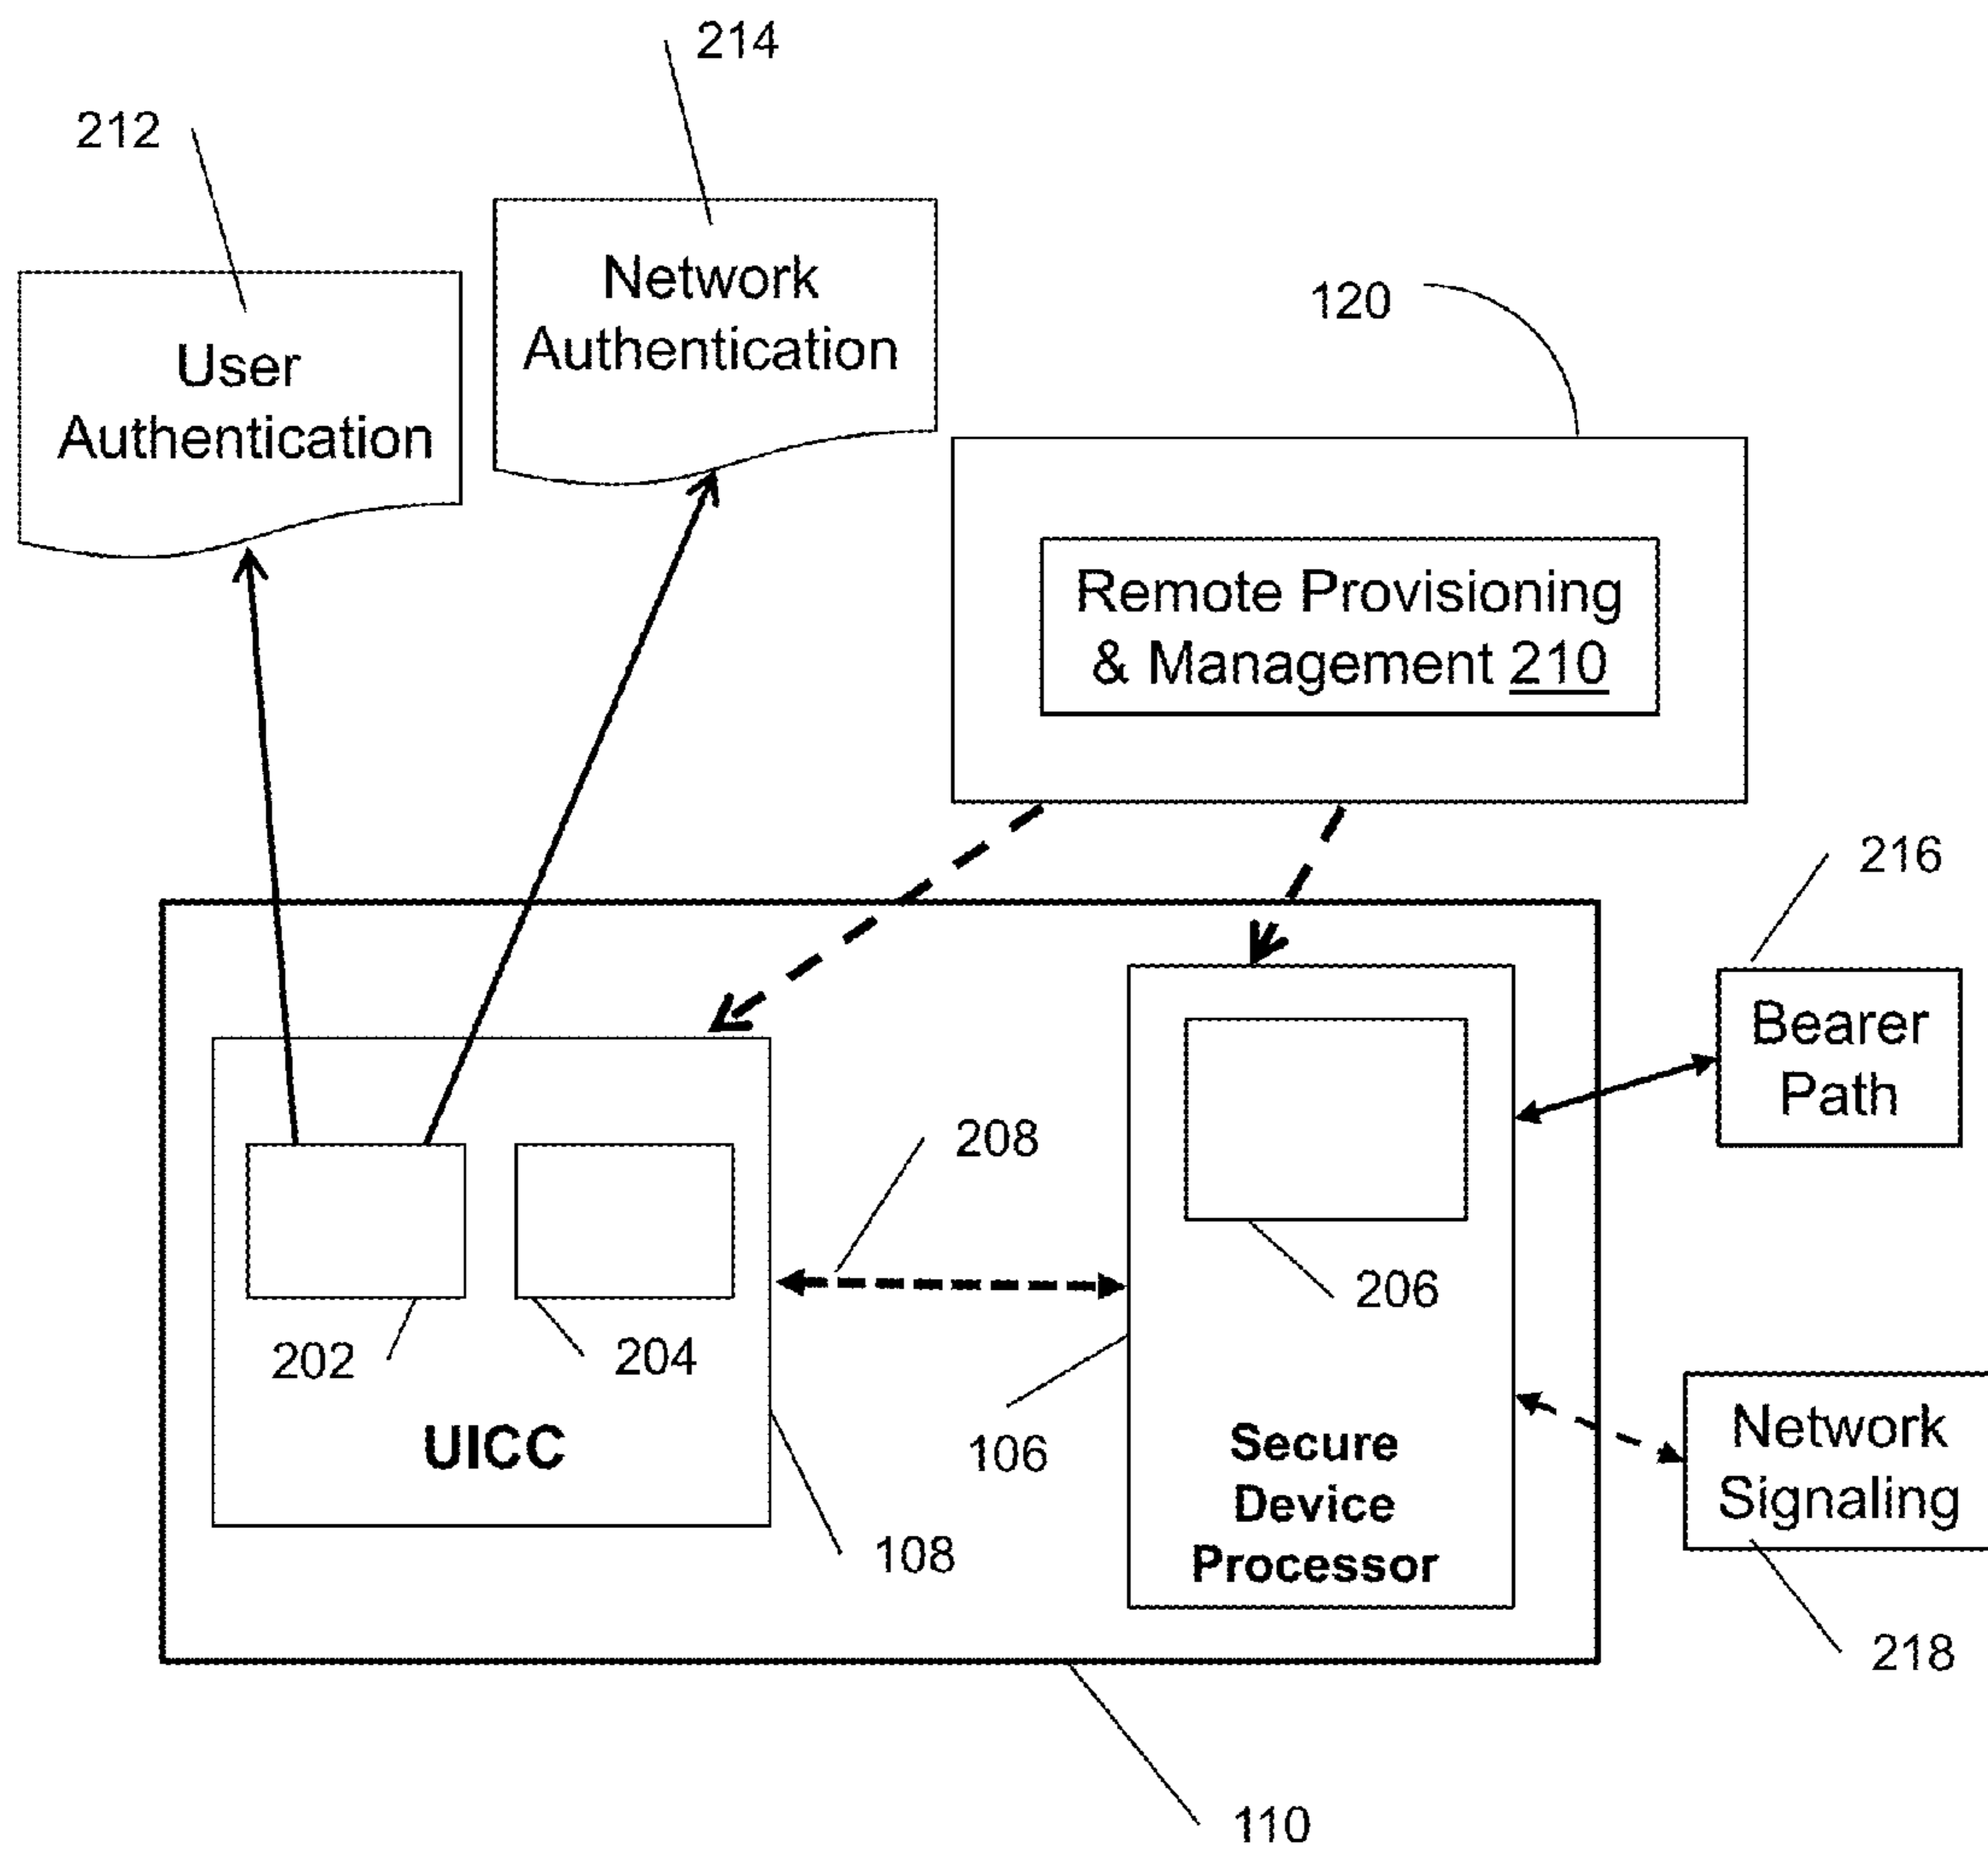 214
212
Network
Authentication
120
User
Authentication
Remote Provisioning
& Management 210
216
Bearer
Path
208
206
202
204
UICC
106
Secure
Device
Processor
Network
Signaling
108
218
110